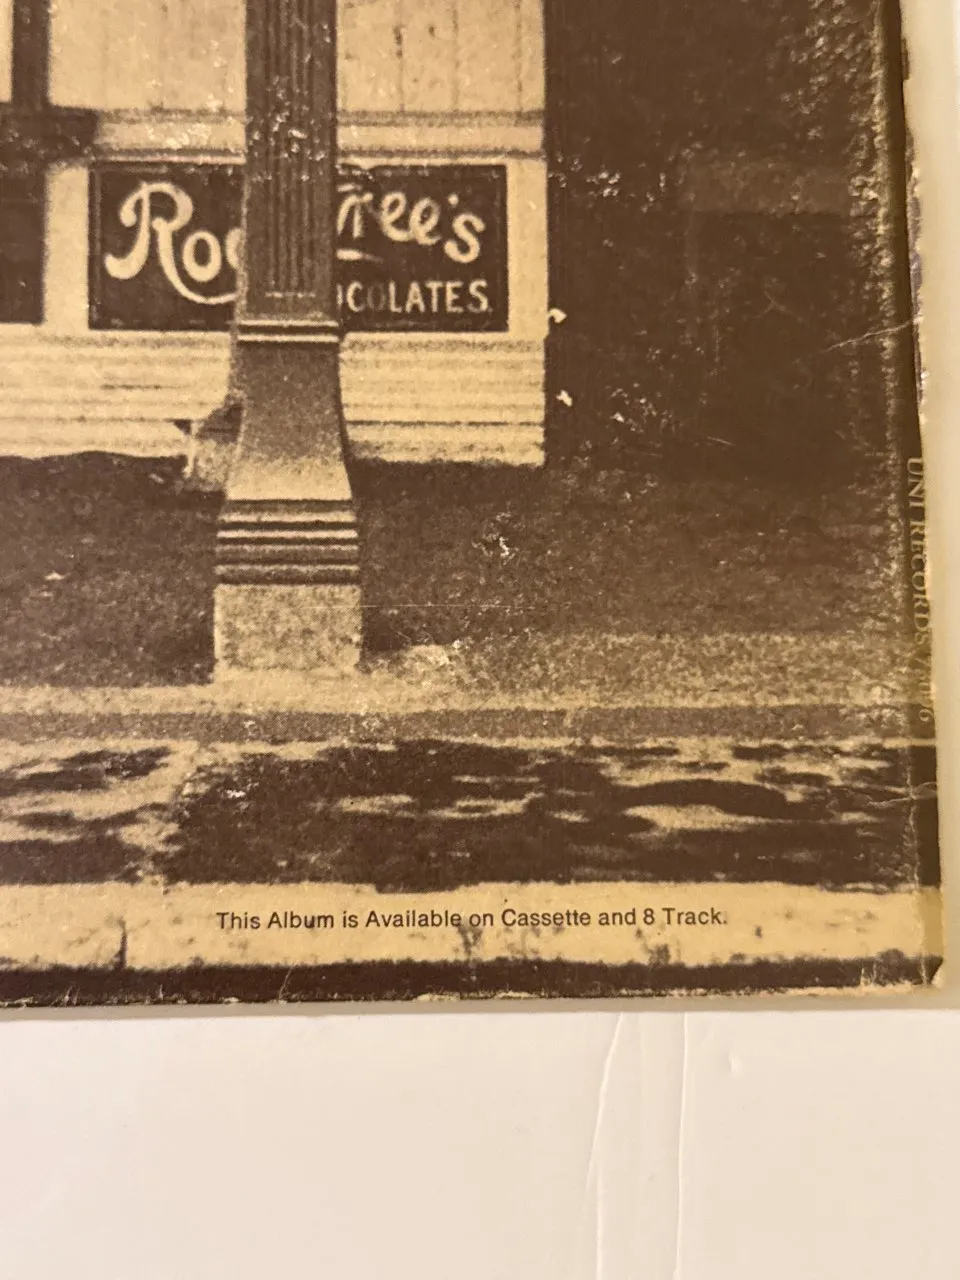 Ro ree's
COLATES.
This Album is Available on Cassette and 8 Track.
UNI RECORDS